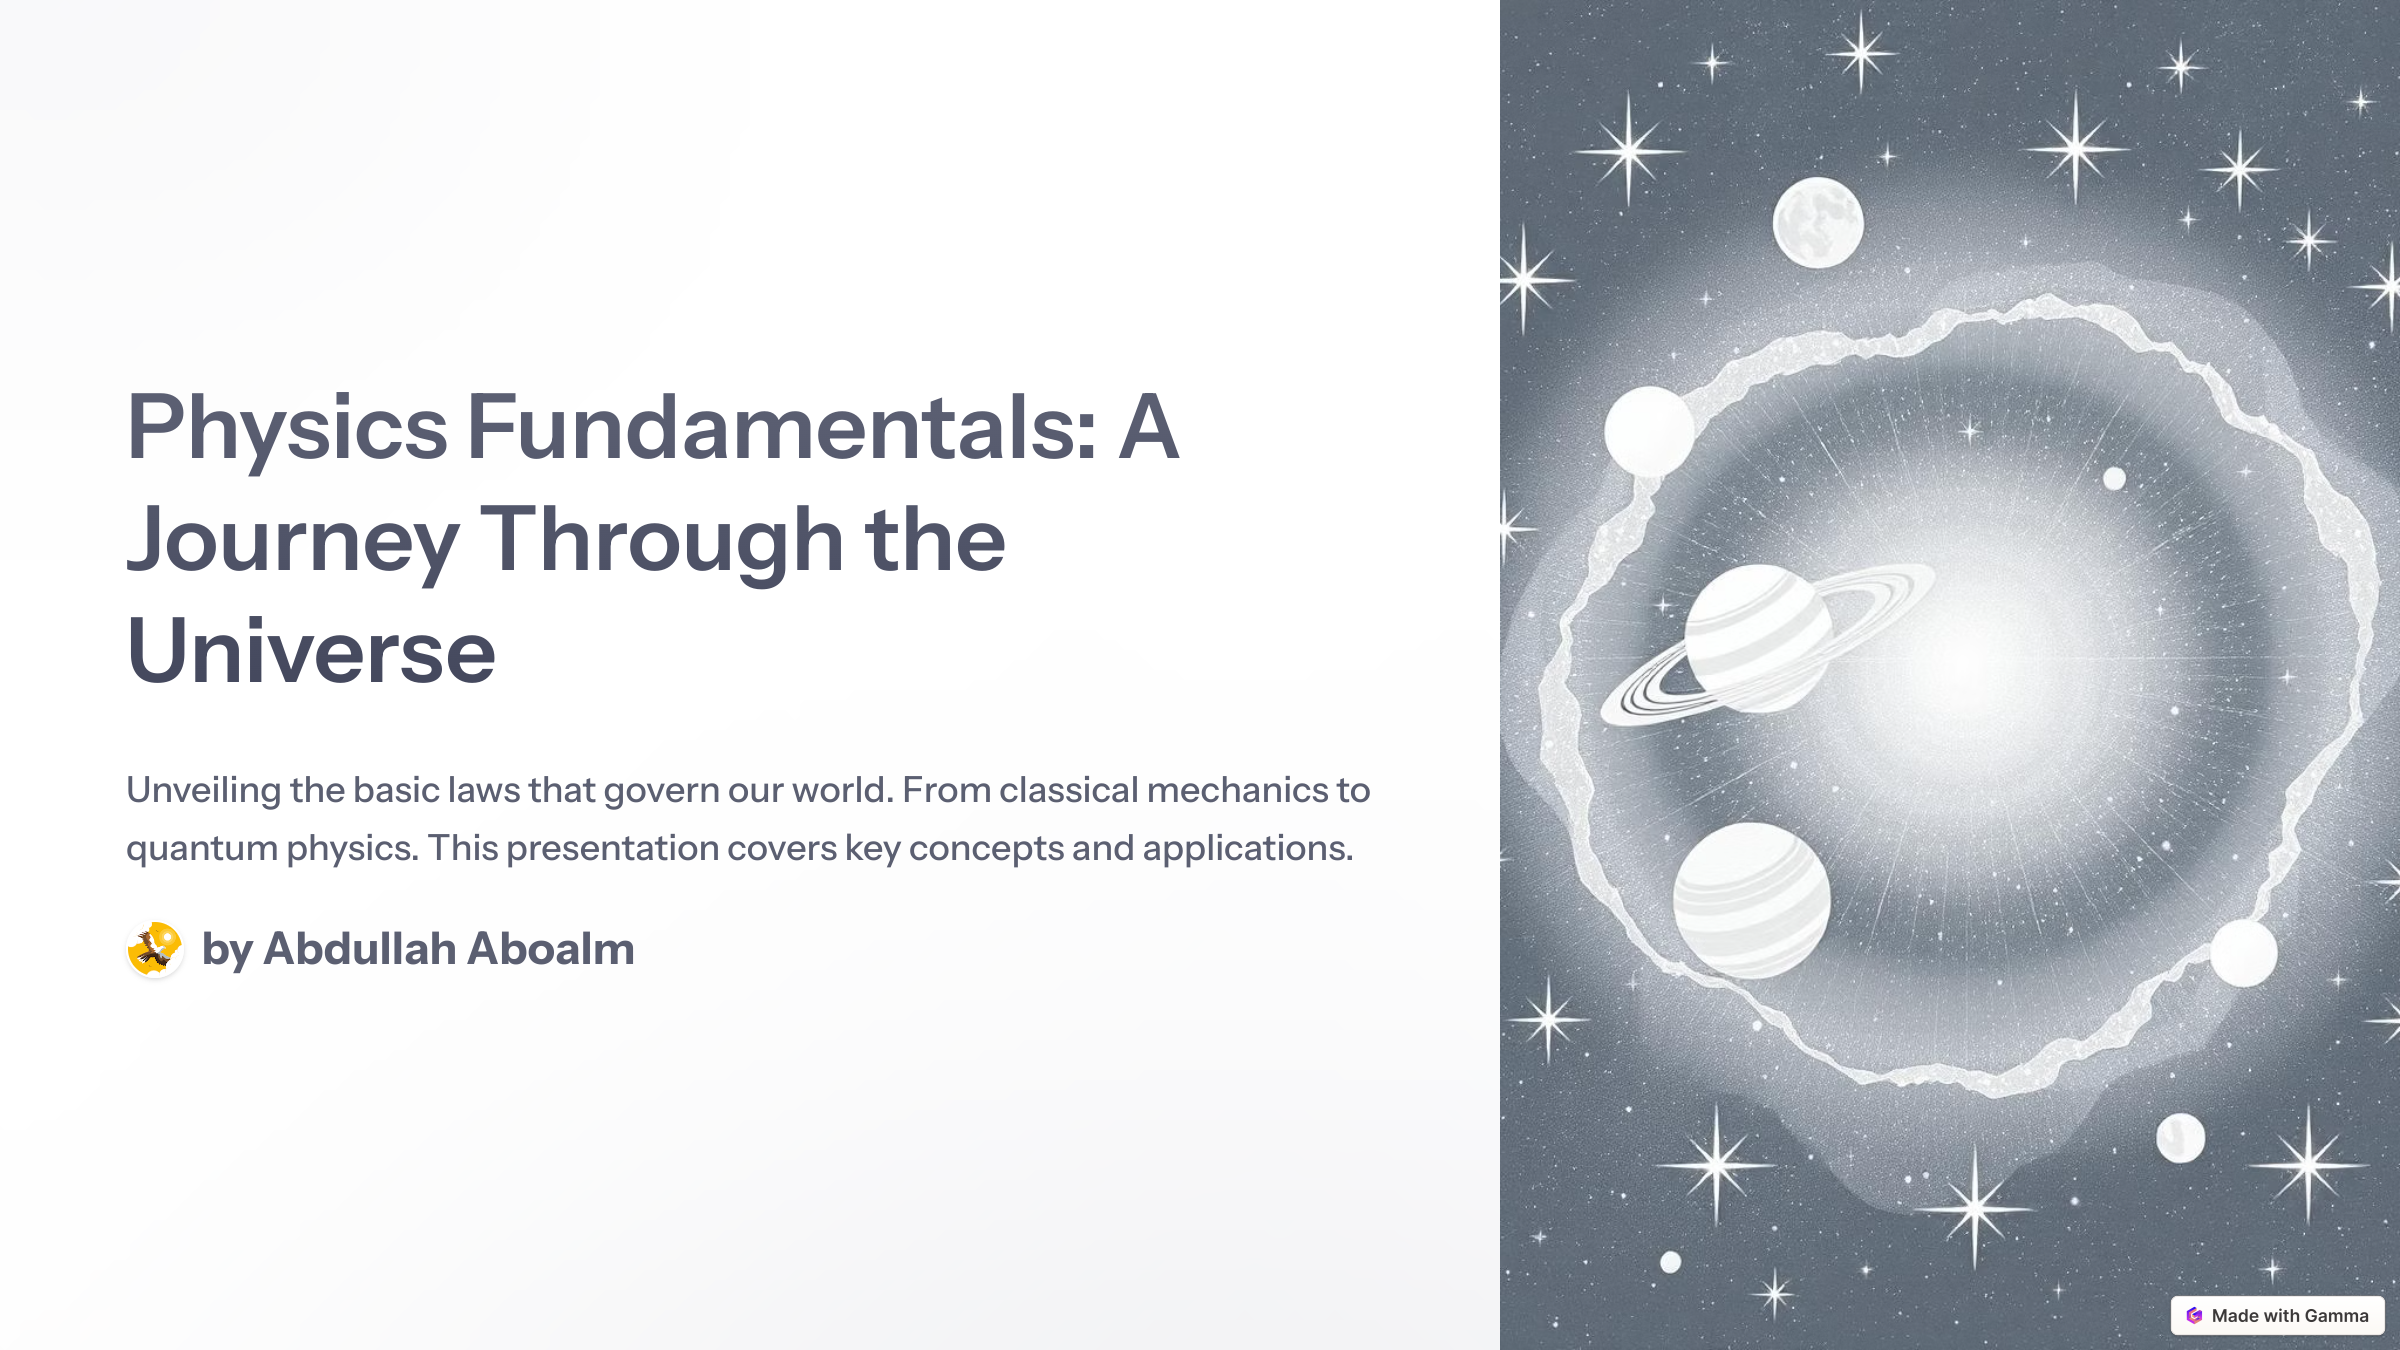 Physics Fundamentals: A
Journey Through the
Universe
Unveiling the basic laws that govern our world. From classical mechanics to
quantum physics. This presentation covers key concepts and applications.
by Abdullah Aboalm
Made with Gamma